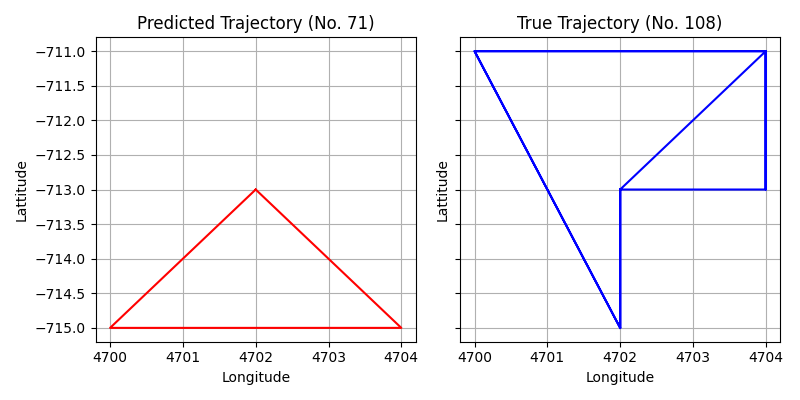 Predicted Trajectory (No. 71)
True Trajectory (No. 108)
−711.0
−711.5
−712.0
−712.5
−713.0
−713.5
−714.0
−714.5
−715.0
Lattitude
Lattitude
4700 4701 4702 4703 4704
4700 4701 4702 4703 4704
Longitude
Longitude